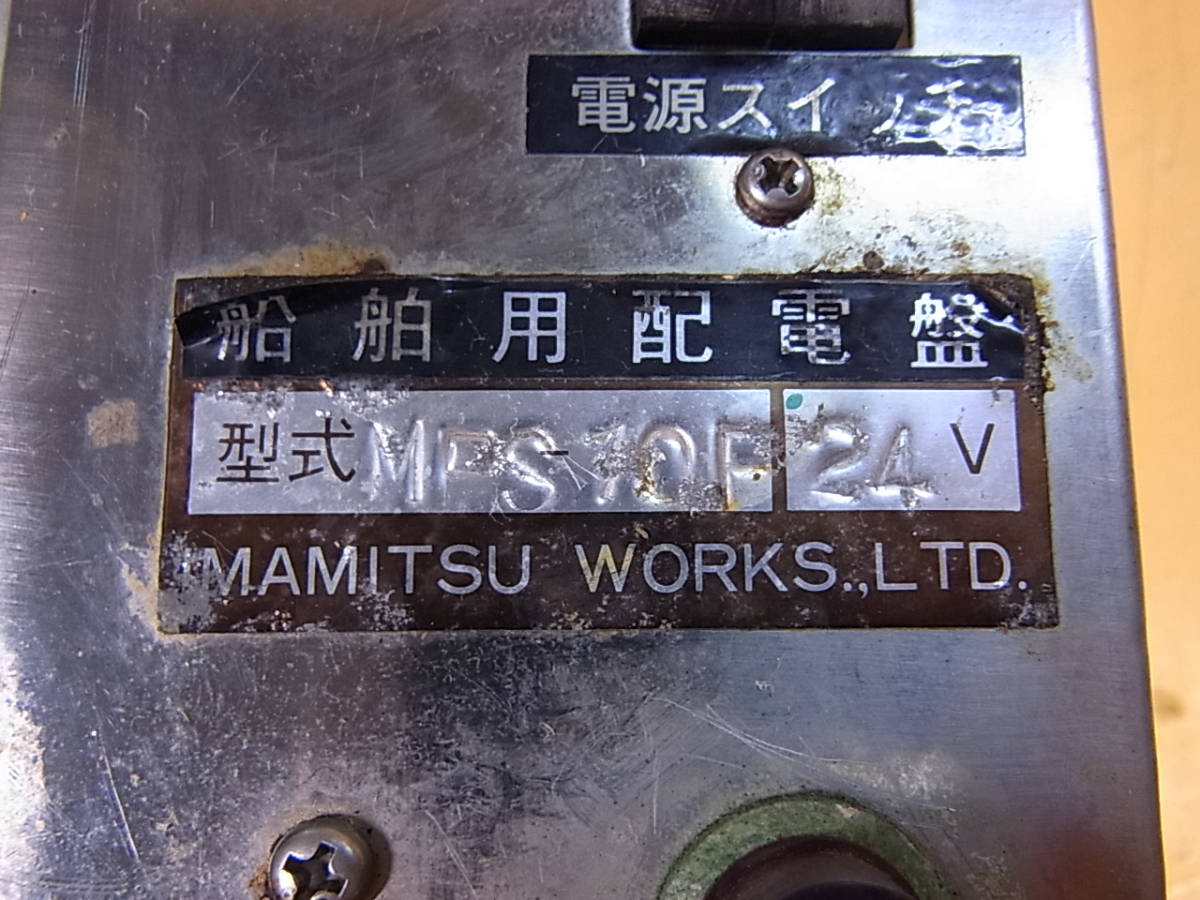 電源スイッチ
船舶用配電盤
型式 MFS-10F 24 V
MAMITSU WORKS.,LTD.